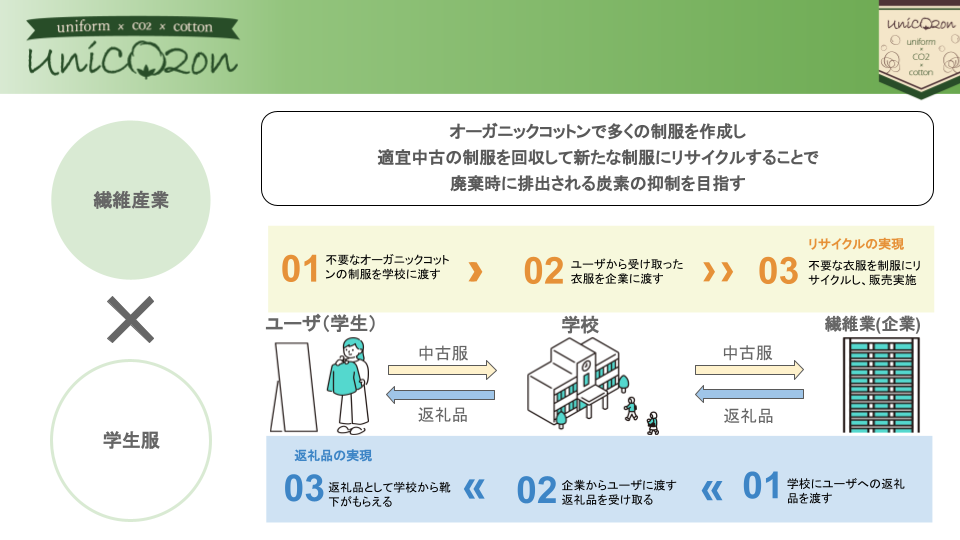 uniform × CO2 × cotton
UniCO2on
UniCO2on
uniform
×
CO2
×
cotton
オーガニックコットンで多くの制服を作成し
適宜中古の制服を回収して新たな制服にリサイクルすることで
廃棄時に排出される炭素の抑制を目指す
繊維産業
×
学生服
リサイクルの実現
01 不要なオーガニックコット
ンの制服を学校に渡す
02 ユーザから受け取った
衣服を企業に渡す
03 不要な衣服を制服にリ
サイクルし、販売実施
ユーザ(学生)
学校
繊維業(企業)
中古服
返礼品
中古服
返礼品
返礼品の実現
03 返礼品として学校から靴
下がもらえる
02 企業からユーザに渡す
返礼品を受け取る
01 学校にユーザへの返礼
品を渡す